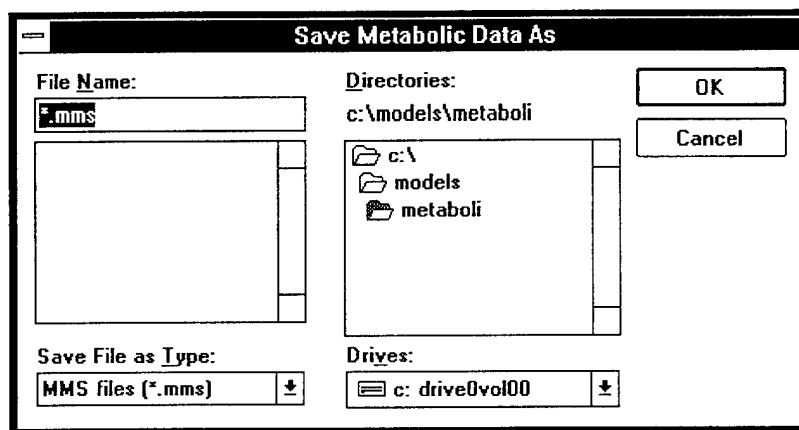 Save Metabolic Data As
File Name:
*.mms
Directories:
c:\models\metaboli
c:\
models
metaboli
OK
Cancel
Save File as Type:
MMS files (*.mms)
Drives:
c: drive0vol00